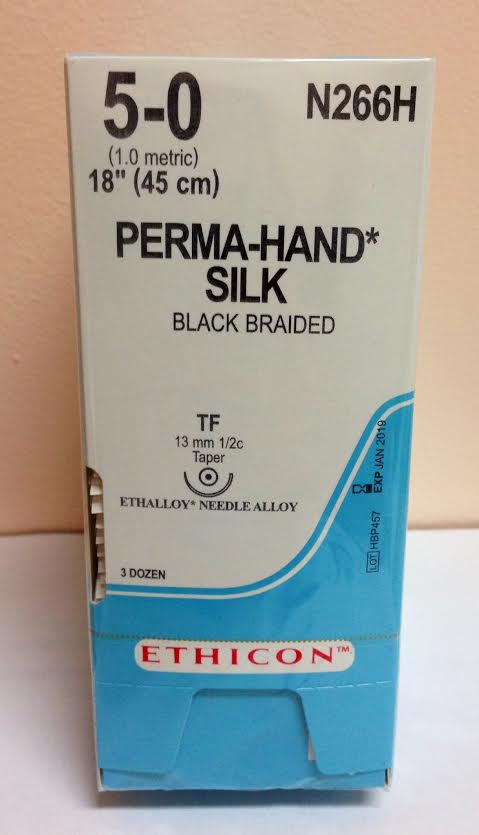 5-0
N266H
(1.0 metric)
18" (45 cm)
PERMA-HAND*
SILK
BLACK BRAIDED
TF
13 mm 1/2c
Taper
ETHALLOY* NEEDLE ALLOY
EXP JAN 2019
LOT HBP457
3 DOZEN
ETHICON™